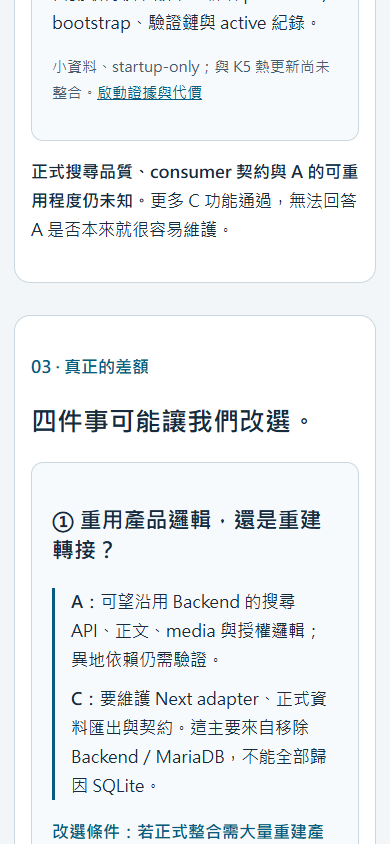 bootstrap、驗證鏈與 active 紀錄。
小資料、startup-only；與 K5 熱更新尚未
整合。啟動證據與代價
正式搜尋品質、consumer 契約與 A 的可重
用程度仍未知。更多 C 功能通過，無法回答
A 是否本來就很容易維護。
03 · 真正的差額
四件事可能讓我們改選。
① 重用產品邏輯，還是重建
轉接？
A：可望沿用 Backend 的搜尋
API、正文、media 與授權邏輯；
異地依賴仍需驗證。
C：要維護 Next adapter、正式資
料匯出與契約。這主要來自移除
Backend / MariaDB，不能全部歸
因 SQLite。
改選條件：若正式整合需大量重建產